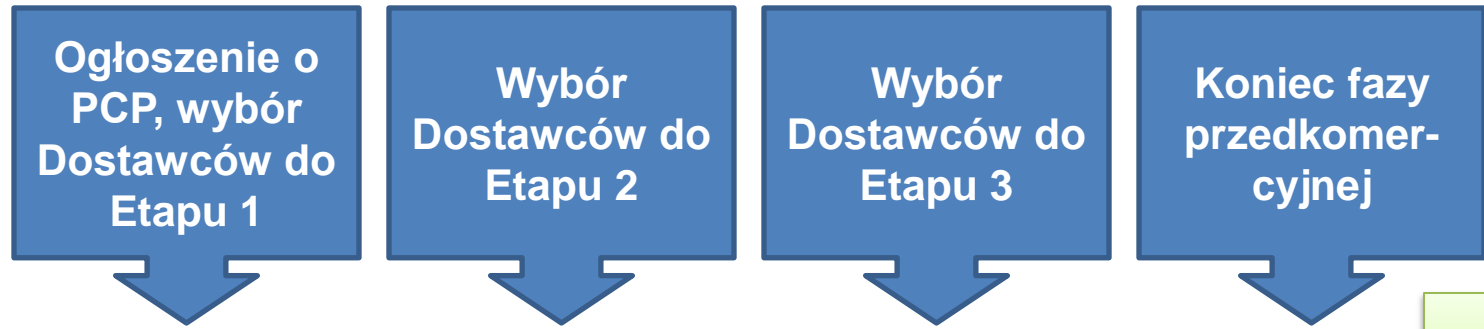 Ogłoszenie o
PCP, wybór
Dostawców do
Etapu 1
Wybór
Dostawców do
Etapu 2
Wybór
Dostawców do
Etapu 3
Koniec fazy
przedkomer-
cyjnej